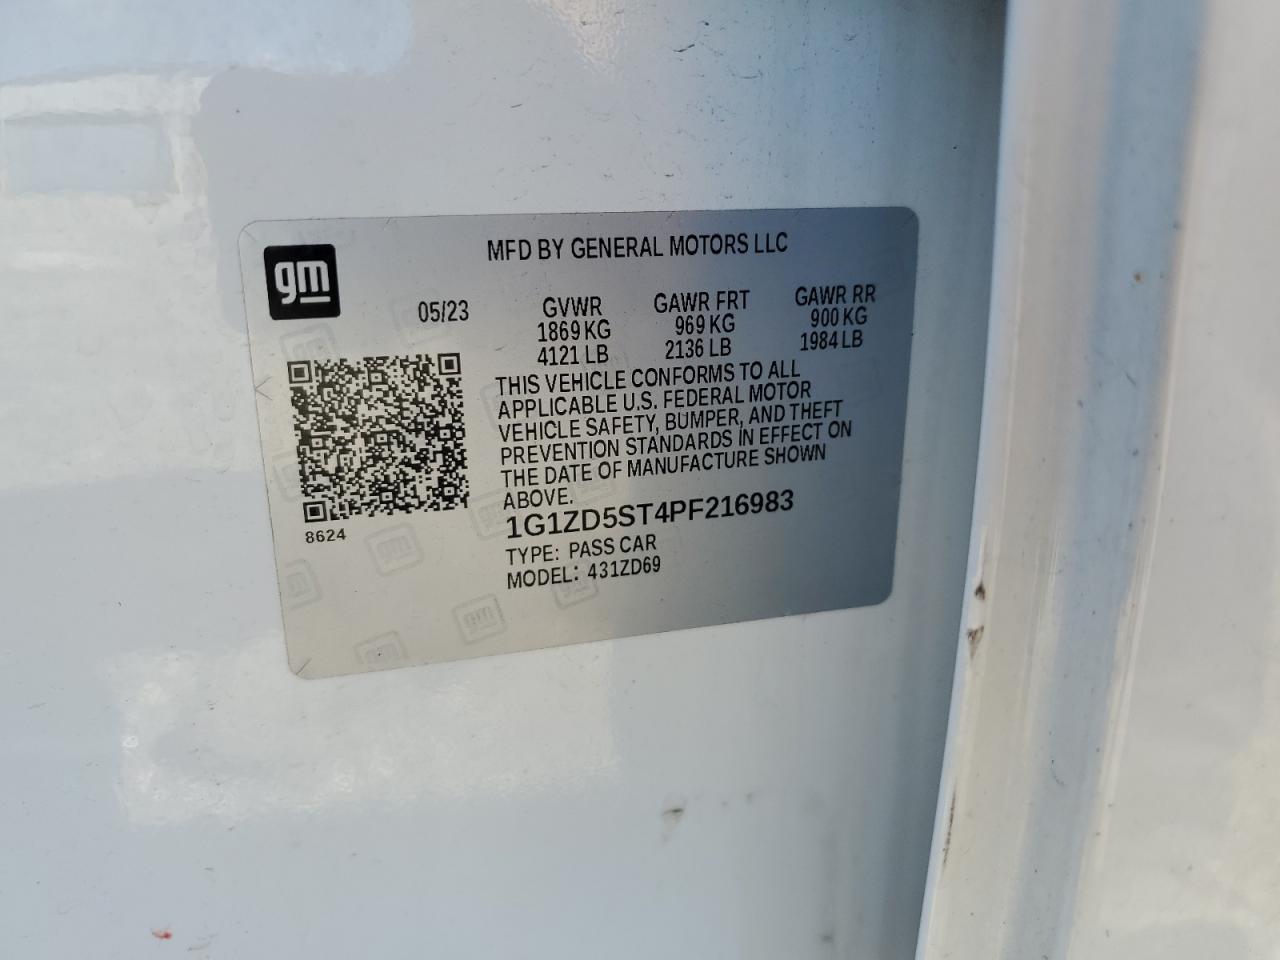 gm
MFD BY GENERAL MOTORS LLC
05/23 GVWR GAWR FRT GAWR RR
1869 KG 969 KG 900 KG
4121 LB 2136 LB 1984 LB
THIS VEHICLE CONFORMS TO ALL
APPLICABLE U.S. FEDERAL MOTOR
VEHICLE SAFETY, BUMPER, AND THEFT
PREVENTION STANDARDS IN EFFECT ON
THE DATE OF MANUFACTURE SHOWN
ABOVE.
8624
1G1ZD5ST4PF216983
TYPE: PASS CAR
MODEL: 431ZD69